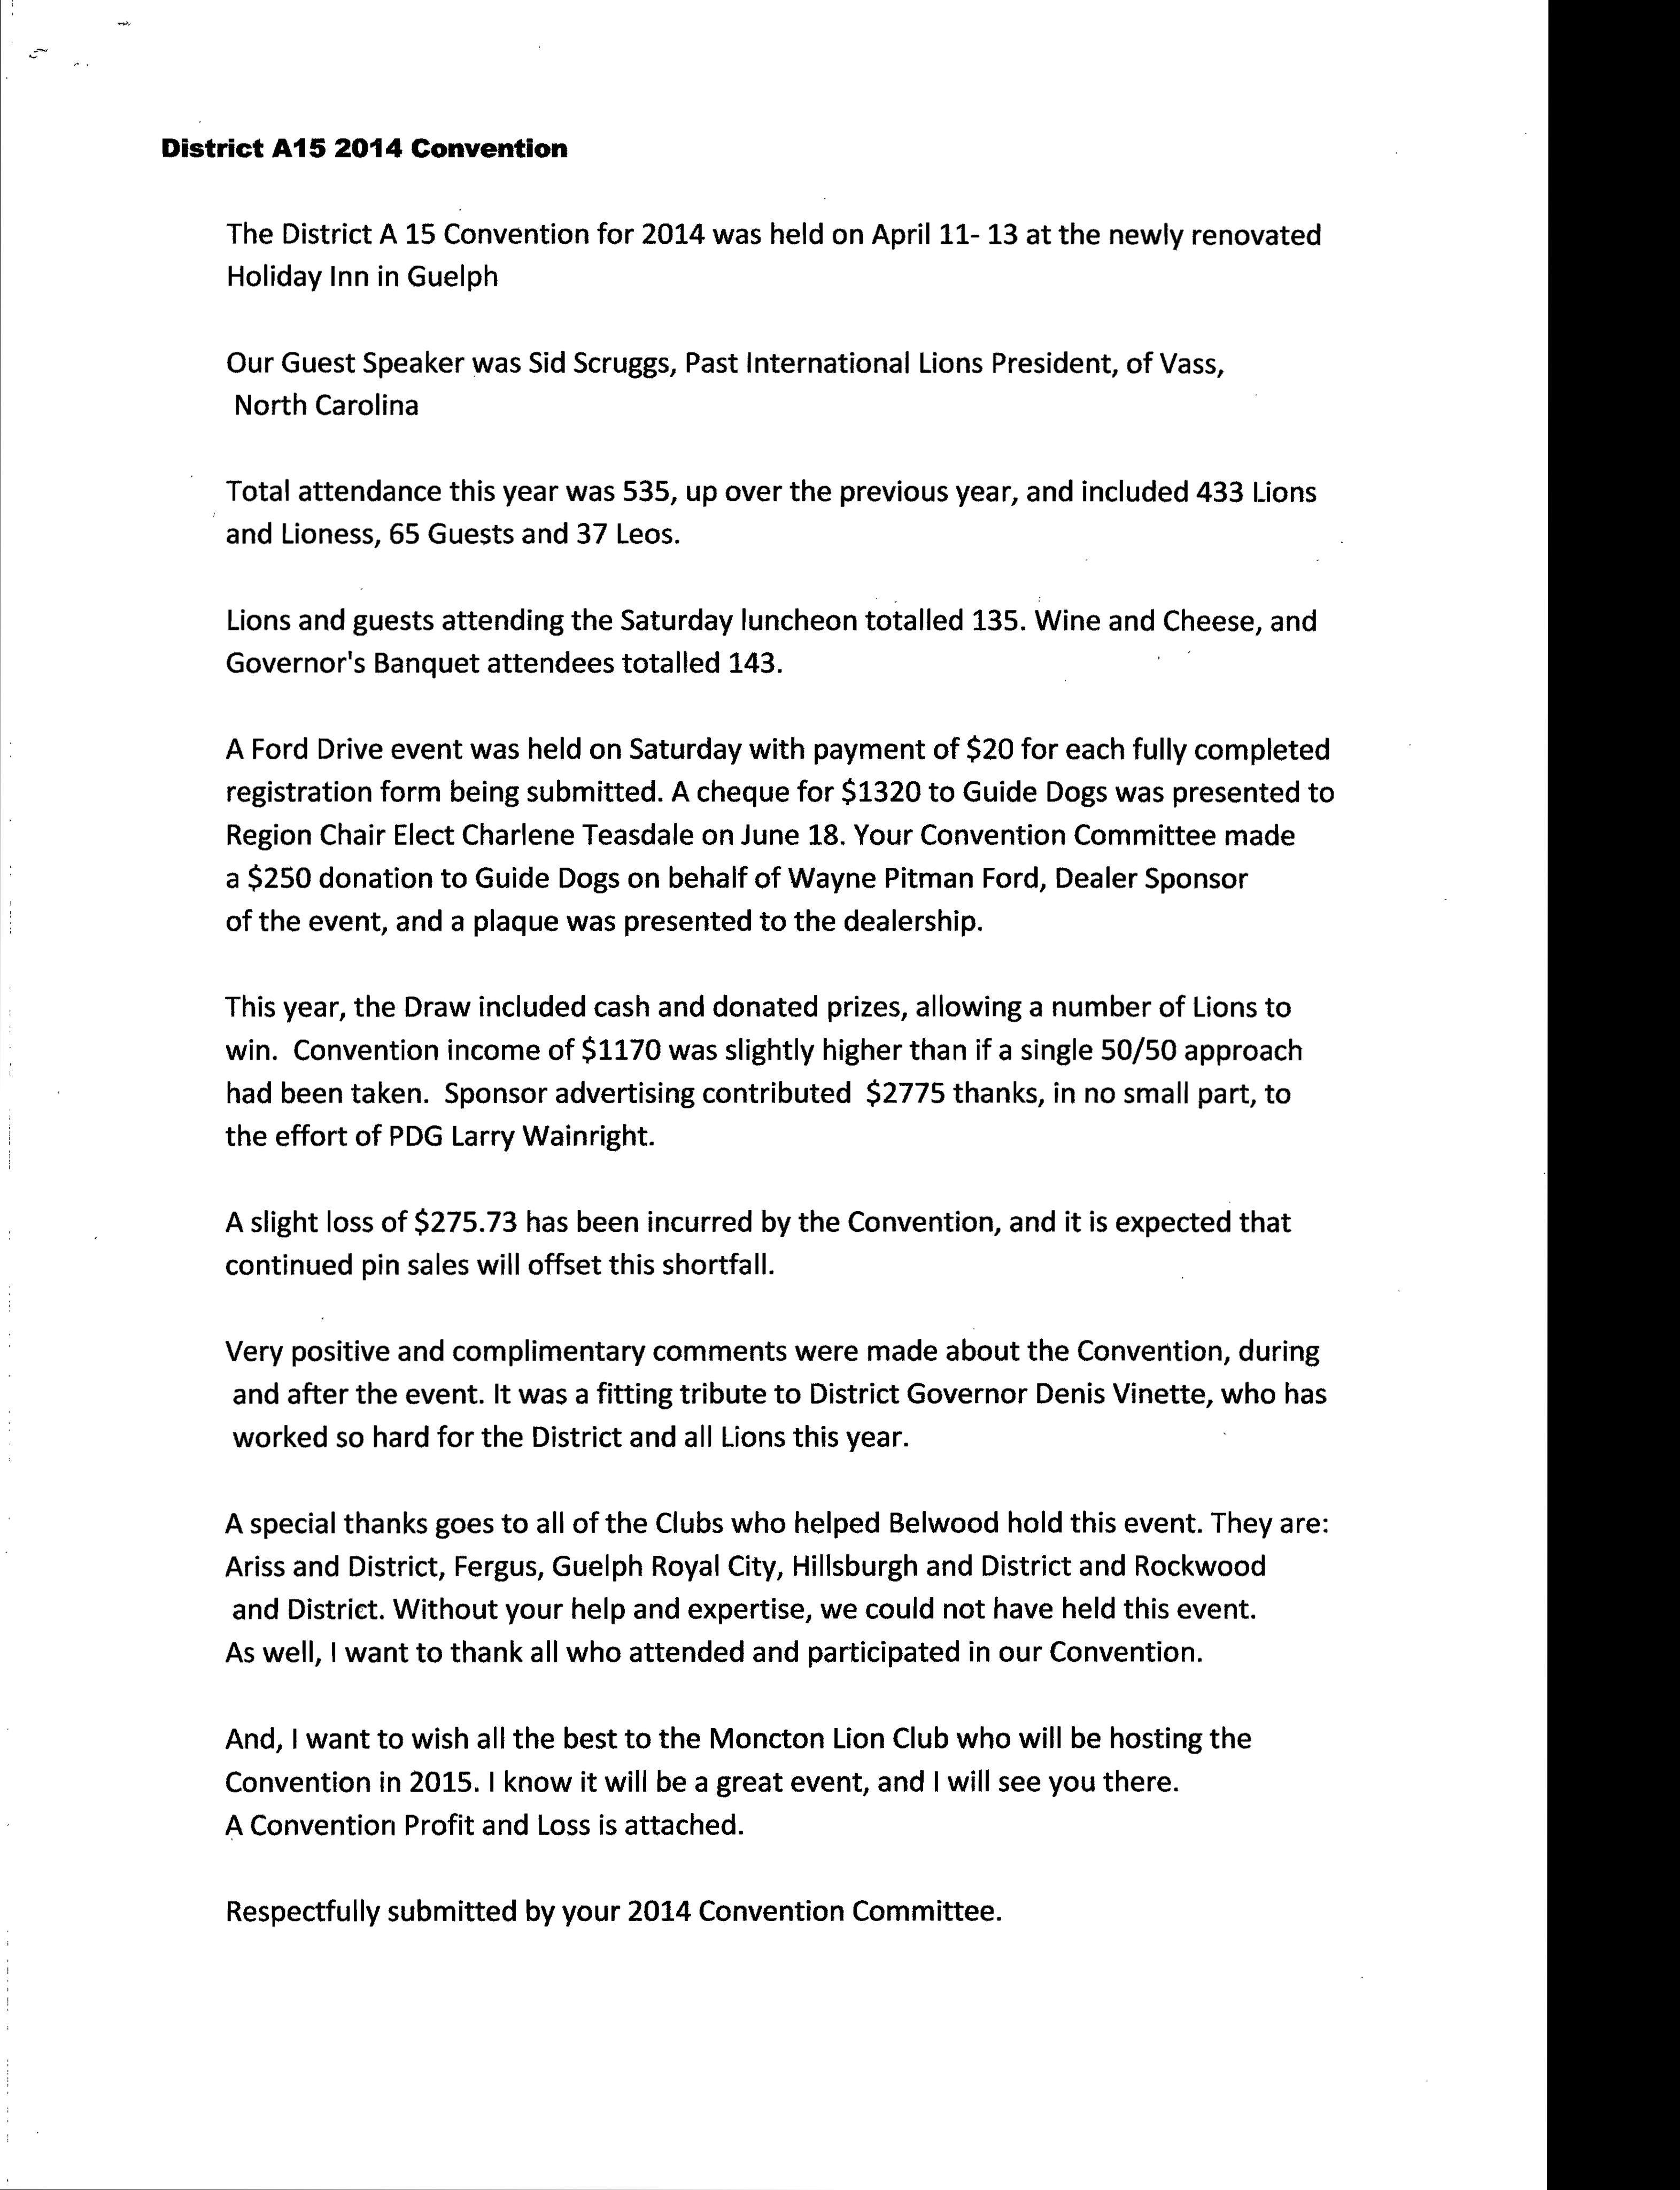 District A15 2014 Convention
The District A 15 Convention for 2014 was held on April 11- 13 at the newly renovated
Holiday Inn in Guelph
Our Guest Speaker was Sid Scruggs, Past International Lions President, of Vass,
North Carolina
Total attendance this year was 535, up over the previous year, and included 433 Lions
and Lioness, 65 Guests and 37 Leos.
Lions and guests attending the Saturday luncheon totalled 135. Wine and Cheese, and
Governor's Banquet attendees totalled 143.
A Ford Drive event was held on Saturday with payment of $20 for each fully completed
registration form being submitted. A cheque for $1320 to Guide Dogs was presented to
Region Chair Elect Charlene Teasdale on June 18. Your Convention Committee made
a $250 donation to Guide Dogs on behalf of Wayne Pitman Ford, Dealer Sponsor
of the event, and a plaque was presented to the dealership.
This year, the Draw included cash and donated prizes, allowing a number of Lions to
win.  Convention income of $1170 was slightly higher than if a single 50/50 approach
had been taken.  Sponsor advertising contributed  $2775 thanks, in no small part, to
the effort of PDG Larry Wainright.
A slight loss of $275.73 has been incurred by the Convention, and it is expected that
continued pin sales will offset this shortfall.
Very positive and complimentary comments were made about the Convention, during
and after the event. It was a fitting tribute to District Governor Denis Vinette, who has
worked so hard for the District and all Lions this year.
A special thanks goes to all of the Clubs who helped Belwood hold this event. They are:
Ariss and District, Fergus, Guelph Royal City, Hillsburgh and District and Rockwood
and District. Without your help and expertise, we could not have held this event.
As well, I want to thank all who attended and participated in our Convention.
And, I want to wish all the best to the Moncton Lion Club who will be hosting the
Convention in 2015. I know it will be a great event, and I will see you there.
A Convention Profit and Loss is attached.
Respectfully submitted by your 2014 Convention Committee.